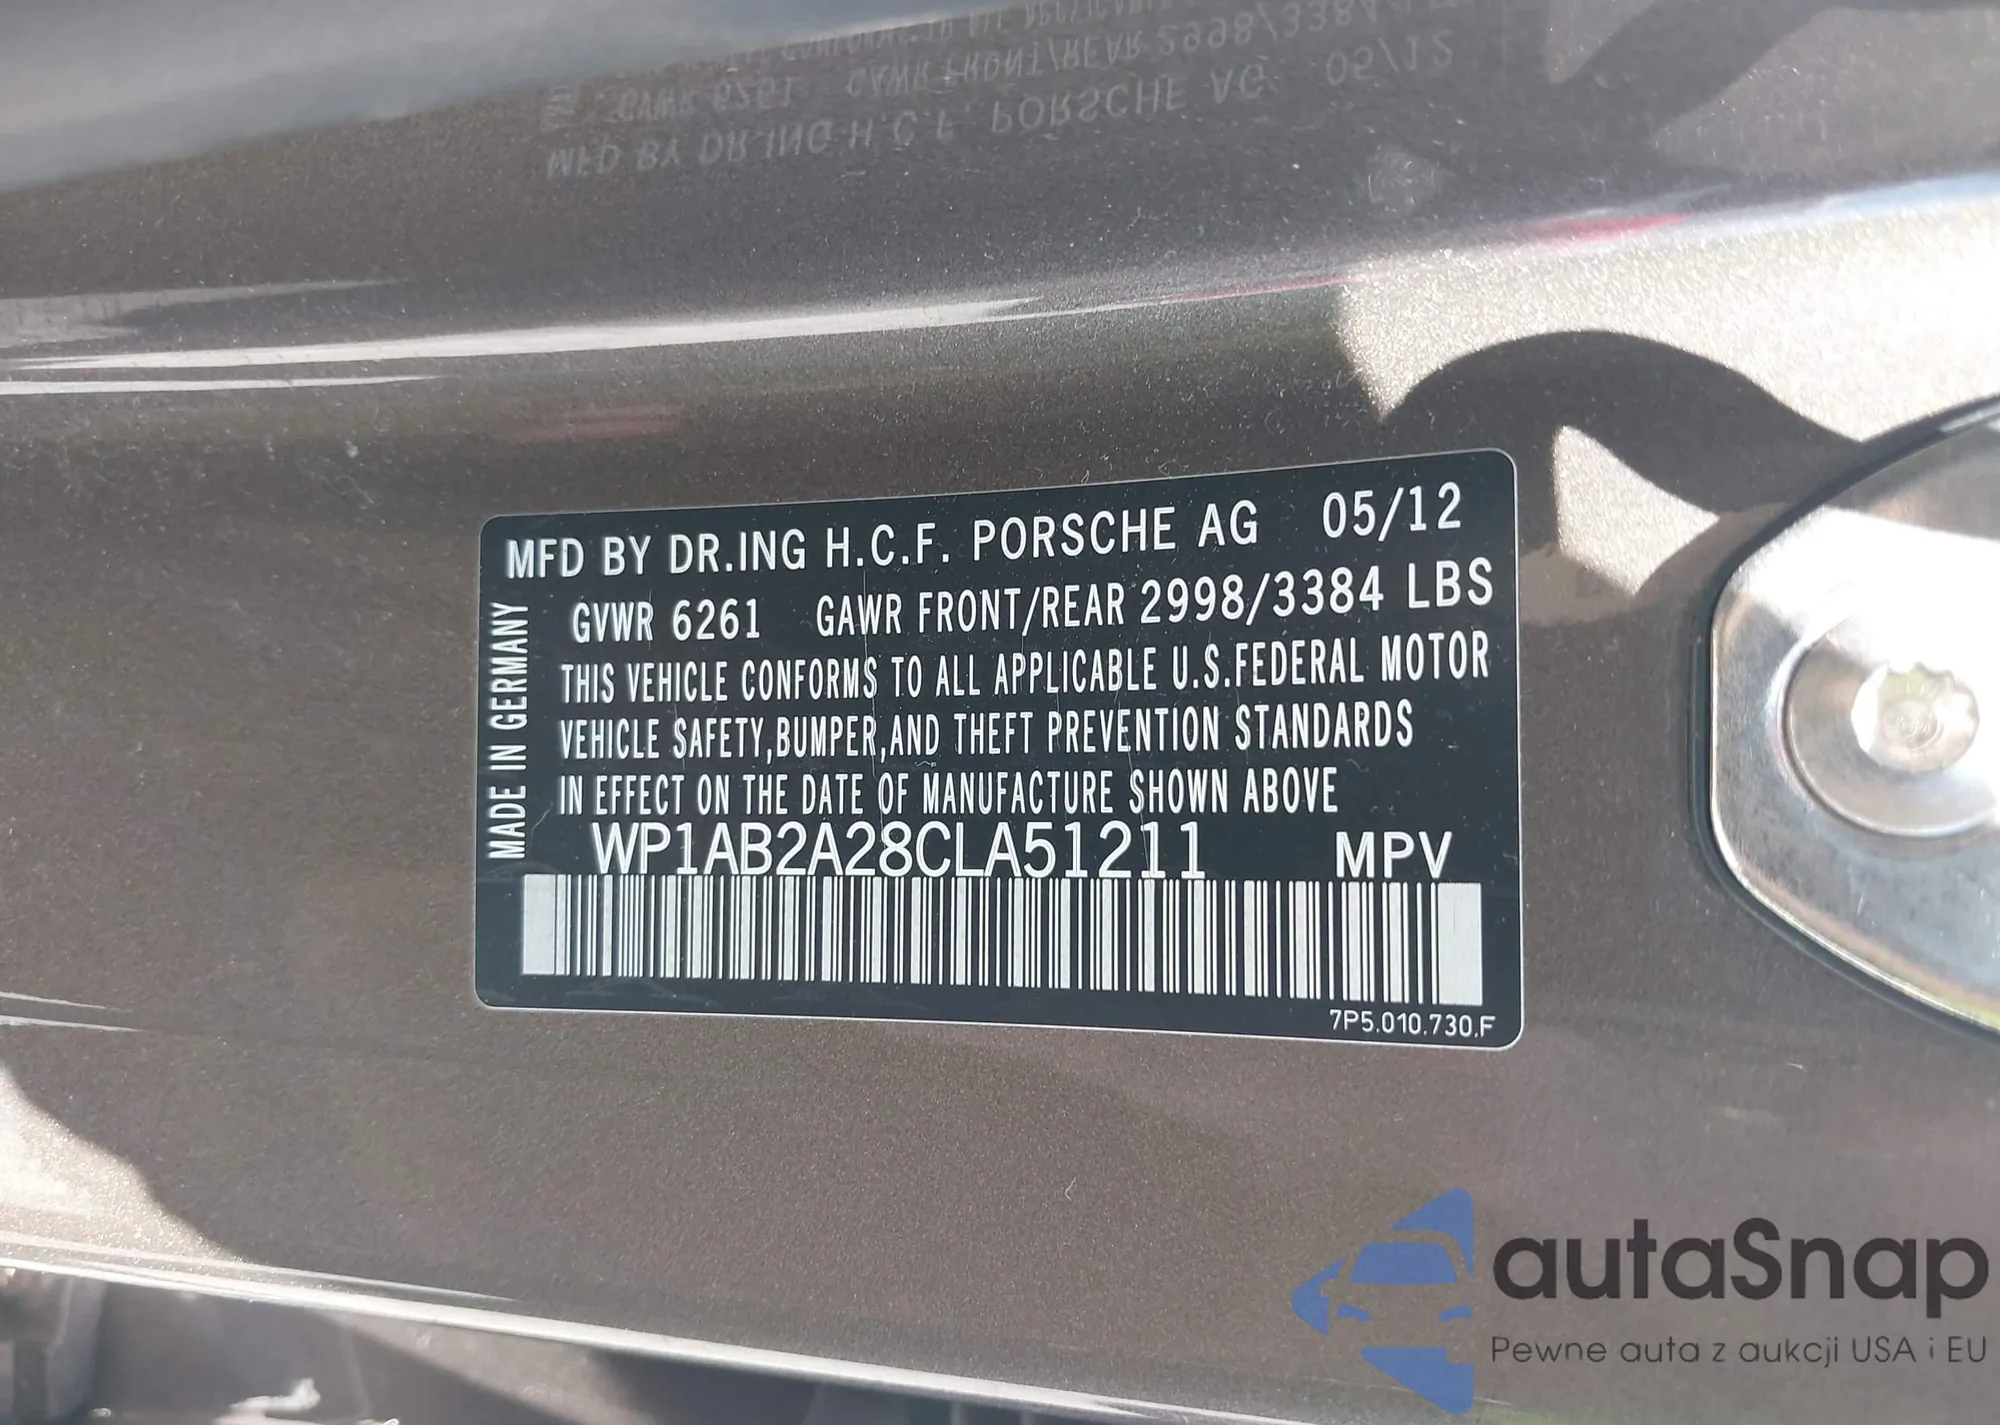 MFD BY DR.ING H.C.F. PORSCHE AG 05/12
GVWR 6261 GAWR FRONT/REAR 2998/3384 LBS
THIS VEHICLE CONFORMS TO ALL APPLICABLE U.S.FEDERAL MOTOR
VEHICLE SAFETY,BUMPER,AND THEFT PREVENTION STANDARDS
IN EFFECT ON THE DATE OF MANUFACTURE SHOWN ABOVE
WP1AB2A28CLA51211 MPV
MADE IN GERMANY
7P5.010.730.F
autaSnap
Pewne auta z aukcji USA i EU